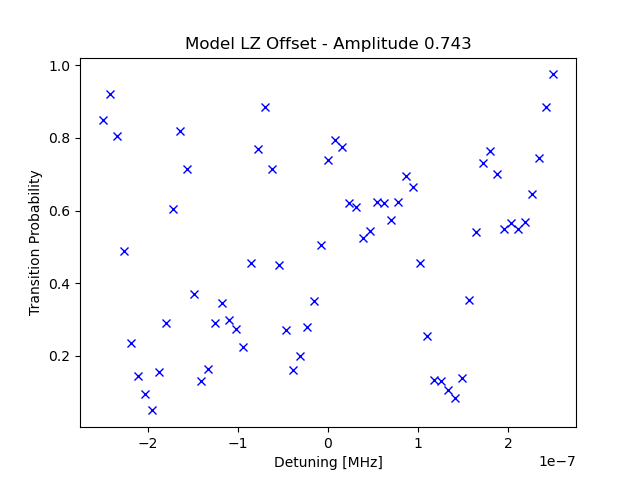 Model LZ Offset - Amplitude 0.743
1.0
0.8
0.6
0.4
0.2
Transition Probability
−2
−1
0
1
2
1e−7
Detuning [MHz]